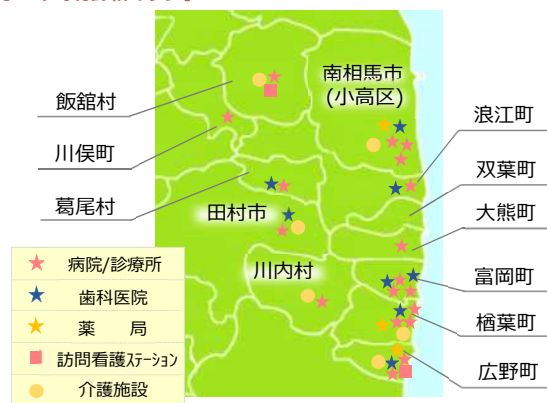 飯舘村
川俣町
葛尾村
南相馬市
(小高区)
田村市
川内村
浪江町
双葉町
大熊町
富岡町
楢葉町
広野町
病院/診療所
歯科医院
薬 局
訪問看護ステーション
介護施設